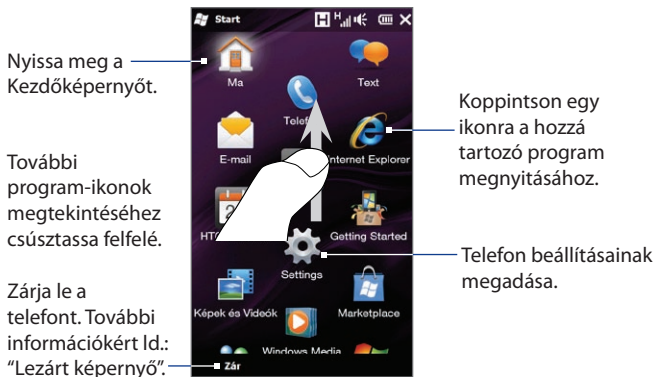 Start
Nyissa meg a
Kezdőképernyőt.
További
program-ikonok
megtekintéséhez
csúsztassa felfelé.
Zárja le a
telefont. További
információkért ld.:
“Lezárt képernyő”.
Ma
Text
E-mail
Internet Explorer
Getting Started
Settings
Képek és Videók
Marketplace
Windows Media
Zár
Koppintson egy
ikonra a hozzá
tartozó program
megnyitásához.
Telefon beállításainak
megadása.